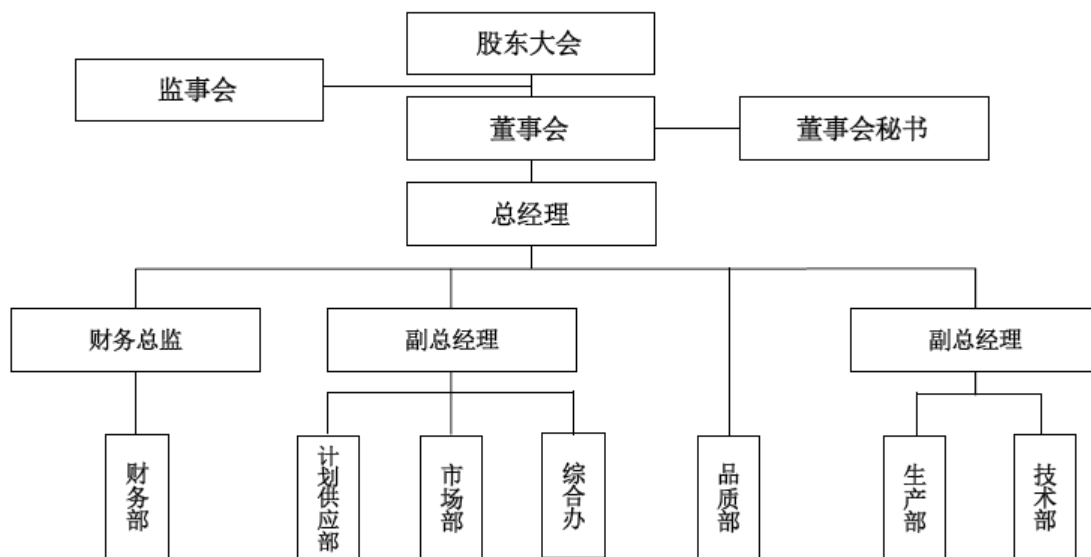 股东大会
监事会
董事会
董事会秘书
总经理
财务总监
副总经理
副总经理
财务部
计划供应部
市场部
综合办
品质部
生产部
技术部